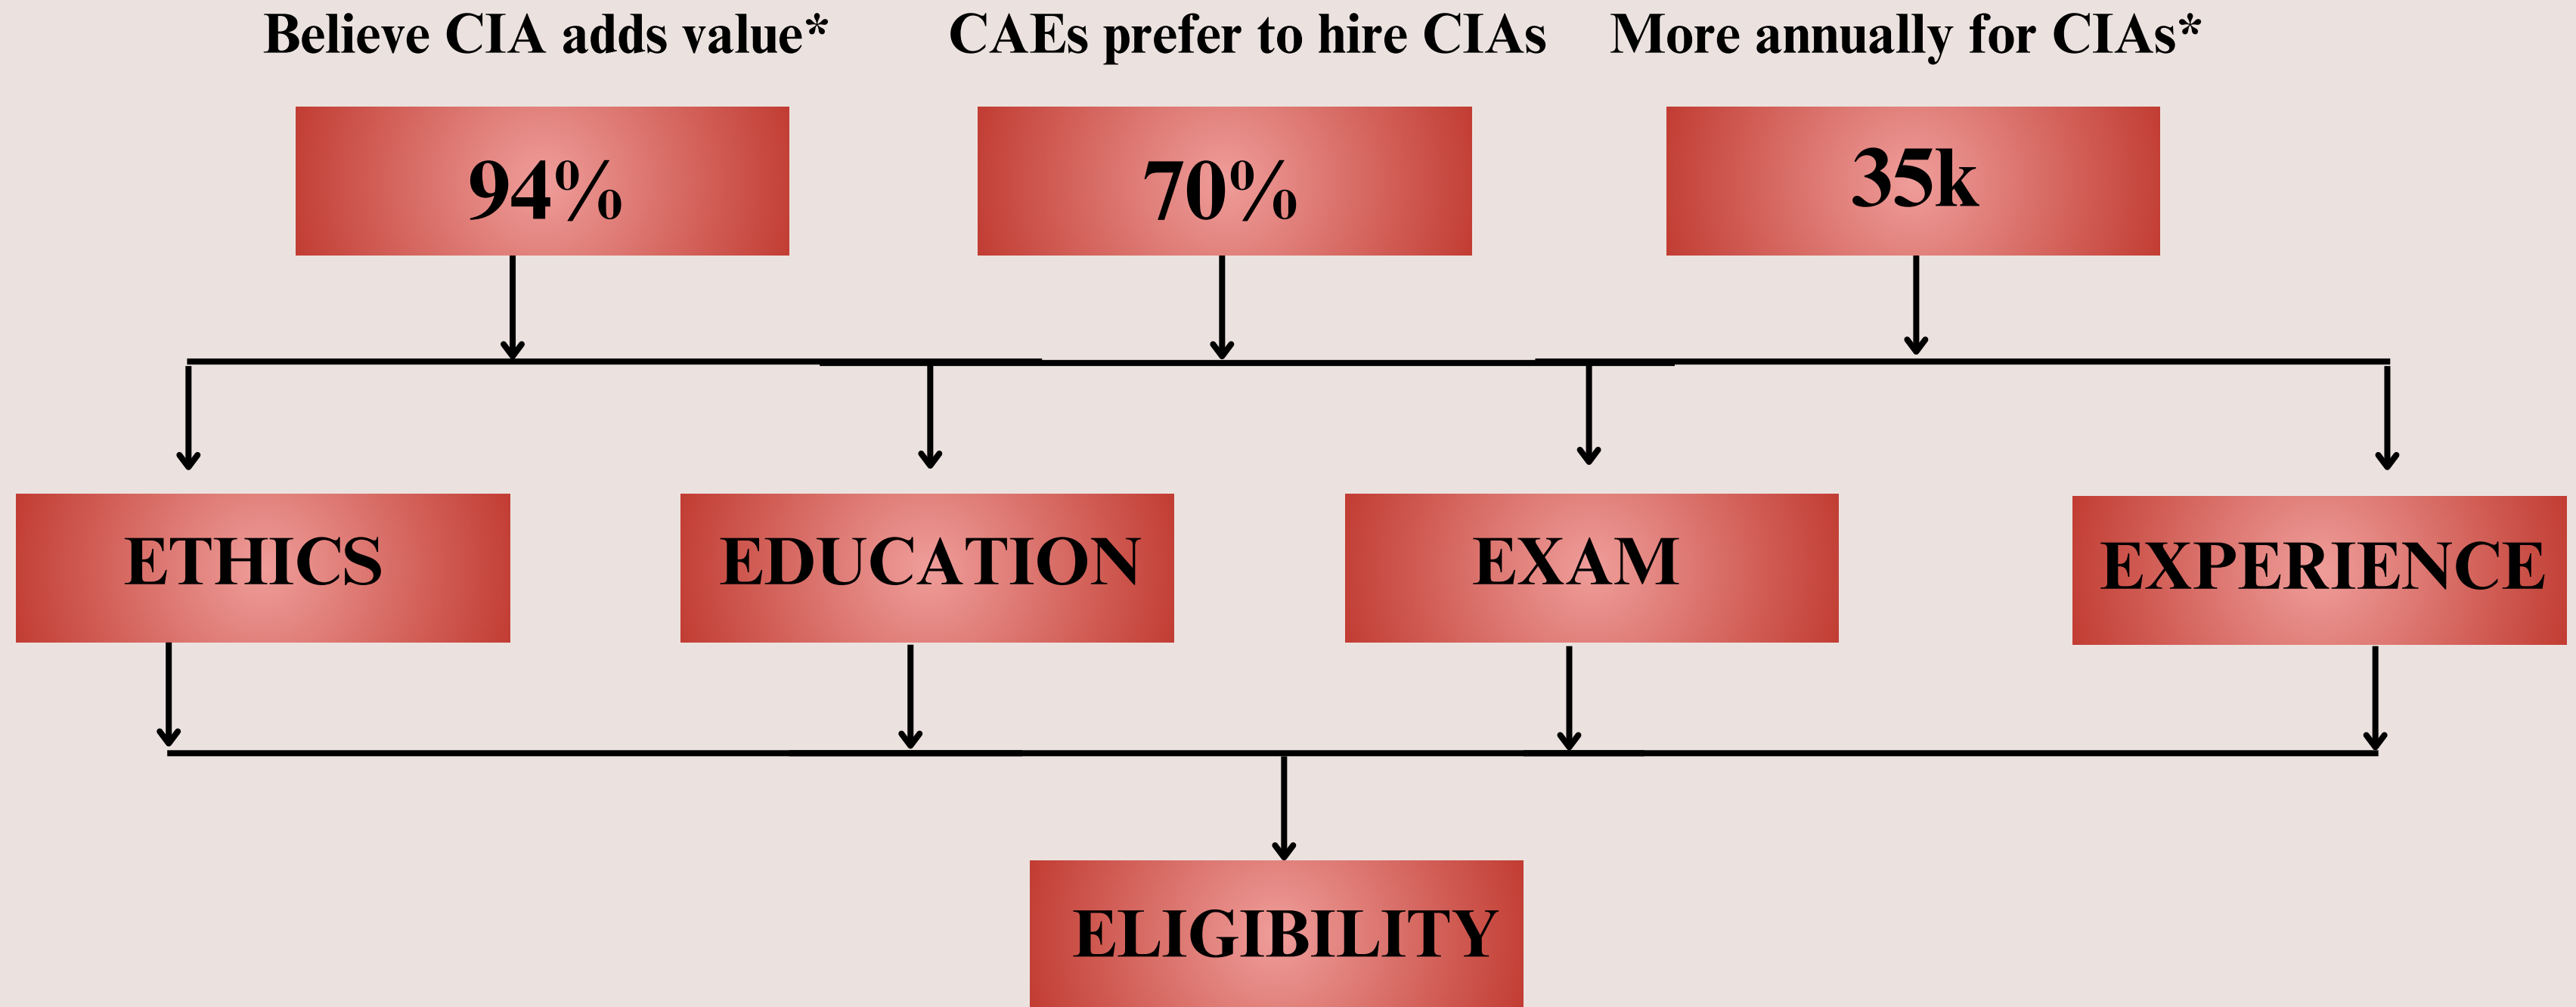 Believe CIA adds value*
CAEs prefer to hire CIAs
More annually for CIAs*
94%
70%
35k
ETHICS
EDUCATION
EXAM
EXPERIENCE
ELIGIBILITY